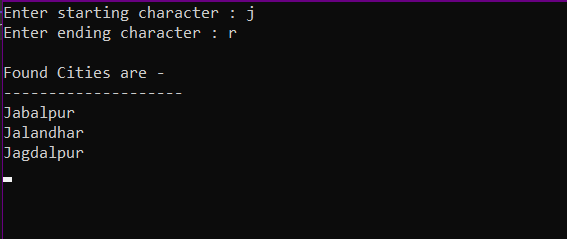 Enter starting character : j
Enter ending character : r
Found Cities are -
--------------------
Jabalpur
Jalandhar
Jagdalpur